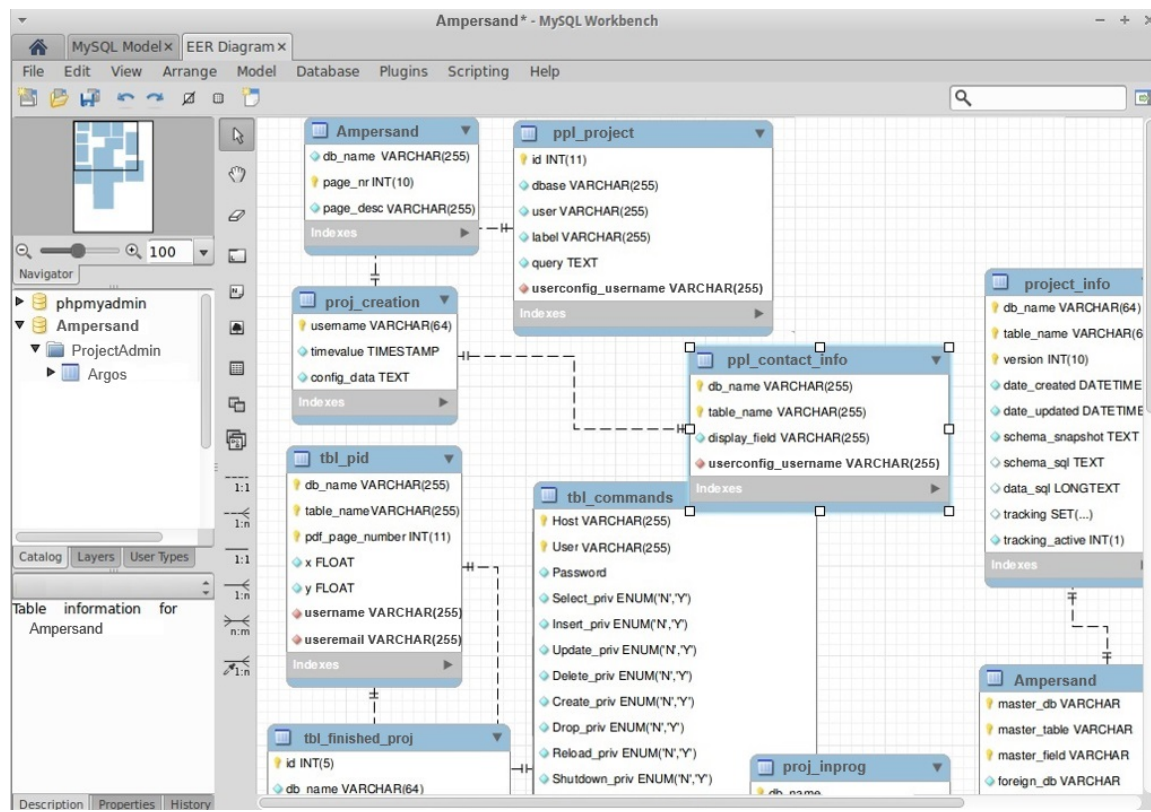 Ampersand* - MySQL Workbench
MySQL Model×
EER Diagram×
File Edit View Arrange Model Database Plugins Scripting Help
100
Navigator
phpmyadmin
Ampersand
ProjectAdmin
Argos
Catalog Layers User Types
Table information for
Ampersand
Description Properties History
1:1
1:n
1:1
1:n
n:m
1:n
Ampersand
db_name VARCHAR(255)
page_nr INT(10)
page_desc VARCHAR(255)
Indexes
ppl_project
id INT(11)
dbase VARCHAR(255)
user VARCHAR(255)
label VARCHAR(255)
query TEXT
userconfig_username VARCHAR(255)
Indexes
proj_creation
username VARCHAR(64)
timevalue TIMESTAMP
config_data TEXT
Indexes
ppl_contact_info
db_name VARCHAR(255)
table_name VARCHAR(255)
display_field VARCHAR(255)
userconfig_username VARCHAR(255)
Indexes
project_info
db_name VARCHAR(64)
table_name VARCHAR(6
version INT(10)
date_created DATETIME
date_updated DATETIME
schema_snapshot TEXT
schema_sql TEXT
data_sql LONGTEXT
tracking SET(...)
tracking_active INT(1)
Indexes
tbl_pid
db_name VARCHAR(255)
table_name VARCHAR(255)
pdf_page_number INT(11)
x FLOAT
y FLOAT
username VARCHAR(255)
useremail VARCHAR(255)
Indexes
tbl_commands
Host VARCHAR(255)
User VARCHAR(255)
Password
Select_priv ENUM('N','Y')
Insert_priv ENUM('N','Y')
Update_priv ENUM('N','Y')
Delete_priv ENUM('N','Y')
Create_priv ENUM('N','Y')
Drop_priv ENUM('N','Y')
Reload_priv ENUM('N','Y')
Shutdown_priv ENUM('N','Y')
tbl_finished_proj
id INT(5)
db_name VARCHAR(64)
proj_inprog
db_name
Ampersand
master_db VARCHAR
master_table VARCHAR
master_field VARCHAR
foreign_db VARCHAR